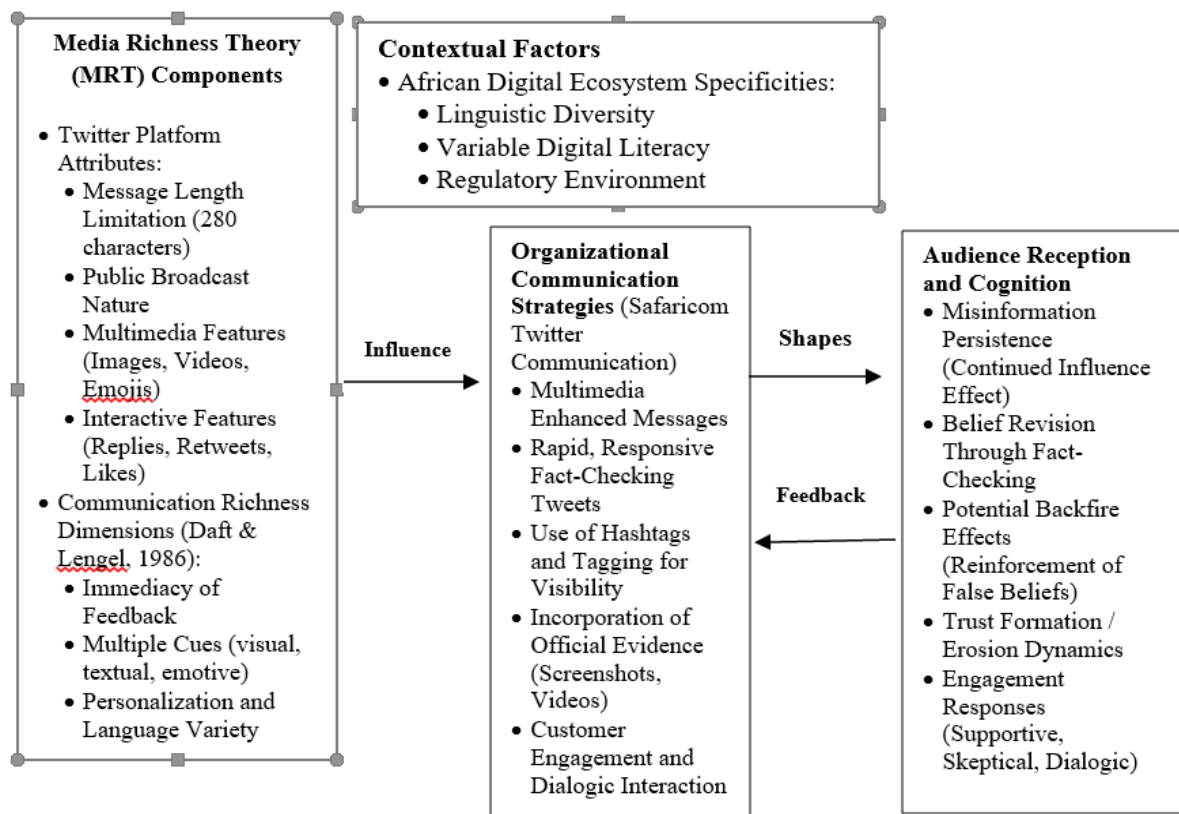 Media Richness Theory
(MRT) Components
• Twitter Platform
Attributes:
• Message Length
Limitation (280
characters)
• Public Broadcast
Nature
• Multimedia Features
(Images, Videos,
Emojis)
• Interactive Features
(Replies, Retweets,
Likes)
• Communication Richness
Dimensions (Daft &
Lengel, 1986):
• Immediacy of
Feedback
• Multiple Cues (visual,
textual, emotive)
• Personalization and
Language Variety
Contextual Factors
• African Digital Ecosystem Specificities:
• Linguistic Diversity
• Variable Digital Literacy
• Regulatory Environment
Influence
Organizational
Communication
Strategies (Safaricom
Twitter
Communication)
• Multimedia
Enhanced Messages
• Rapid, Responsive
Fact-Checking
Tweets
• Use of Hashtags
and Tagging for
Visibility
• Incorporation of
Official Evidence
(Screenshots,
Videos)
• Customer
Engagement and
Dialogic Interaction
Shapes
Feedback
Audience Reception
and Cognition
• Misinformation
Persistence
(Continued Influence
Effect)
• Belief Revision
Through Fact-
Checking
• Potential Backfire
Effects
(Reinforcement of
False Beliefs)
• Trust Formation /
Erosion Dynamics
• Engagement
Responses
(Supportive,
Skeptical, Dialogic)